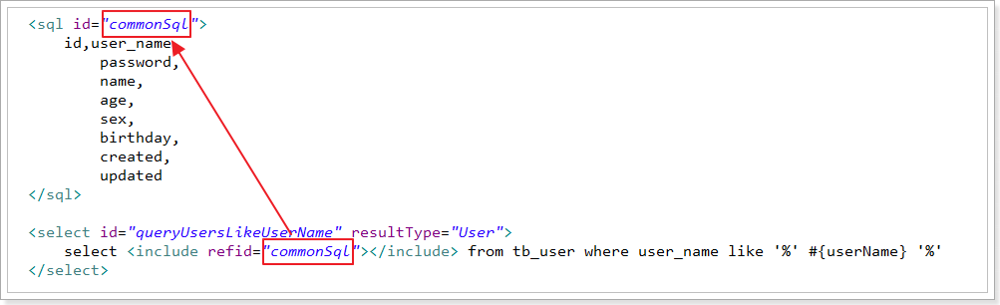 <sql id="commonSql">
id,user_name
password,
name,
age,
sex,
birthday,
created,
updated
</sql>
<select id="queryUsersLikeUserName" resultType="User">
select <include refid="commonSql"></include> from tb_user where user_name like '%' #{userName} '%'
</select>